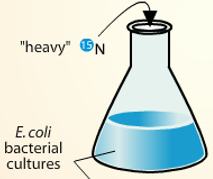 "heavy" 15N
E. coli
bacterial
cultures